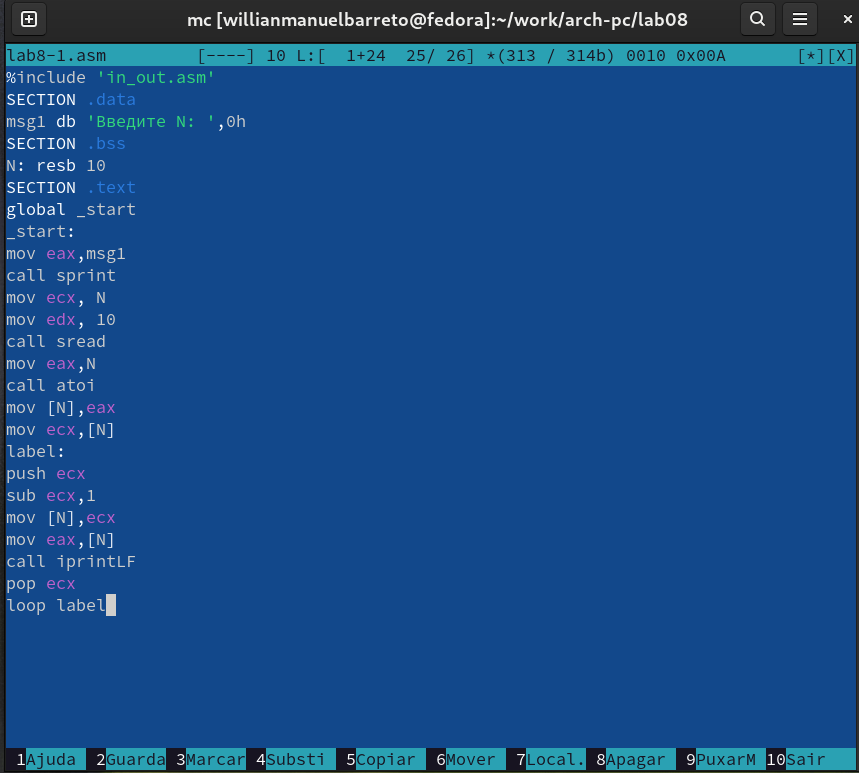 mc [willianmanuelbarreto@fedora]:~/work/arch-pc/lab08
lab8-1.asm [----] 10 L:[ 1+24 25/ 26] *(313 / 314b) 0010 0x00A [*][X]
%include 'in_out.asm'
SECTION .data
msg1 db 'Введите N: ',0h
SECTION .bss
N: resb 10
SECTION .text
global _start
_start:
mov eax,msg1
call sprint
mov ecx, N
mov edx, 10
call sread
mov eax,N
call atoi
mov [N],eax
mov ecx,[N]
label:
push ecx
sub ecx,1
mov [N],ecx
mov eax,[N]
call iprintLF
pop ecx
loop label
1Ajuda 2Guarda 3Marcar 4Substi 5Copiar 6Mover 7Local. 8Apagar 9PuxarM 10Sair